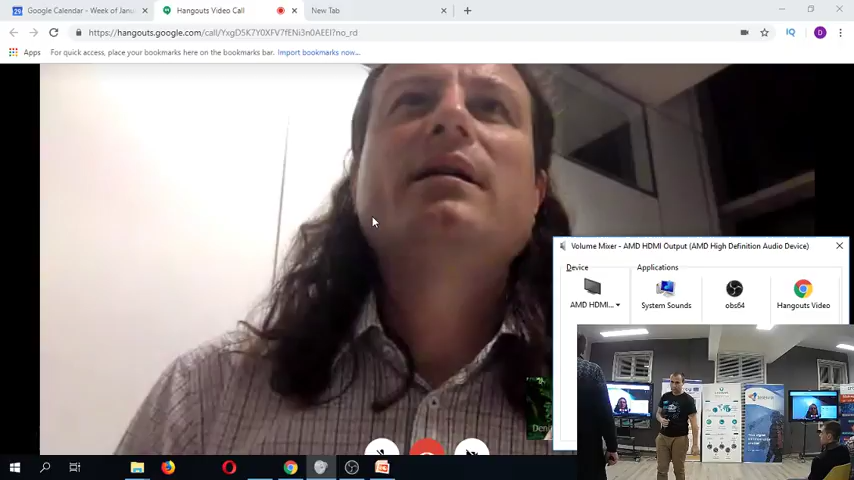 Google Calendar - Week of Janu
Hangouts Video Call
New Tab
https://hangouts.google.com/call/YxgD5K7Y0XFV7fENi3n0AEEI?no_rd
IQ
D
Apps
For quick access, place your bookmarks here on the bookmarks bar.
Import bookmarks now...
Volume Mixer - AMD HDMI Output (AMD High Definition Audio Device)
Device
Applications
AMD HDMI...
System Sounds
obs64
Hangouts Video